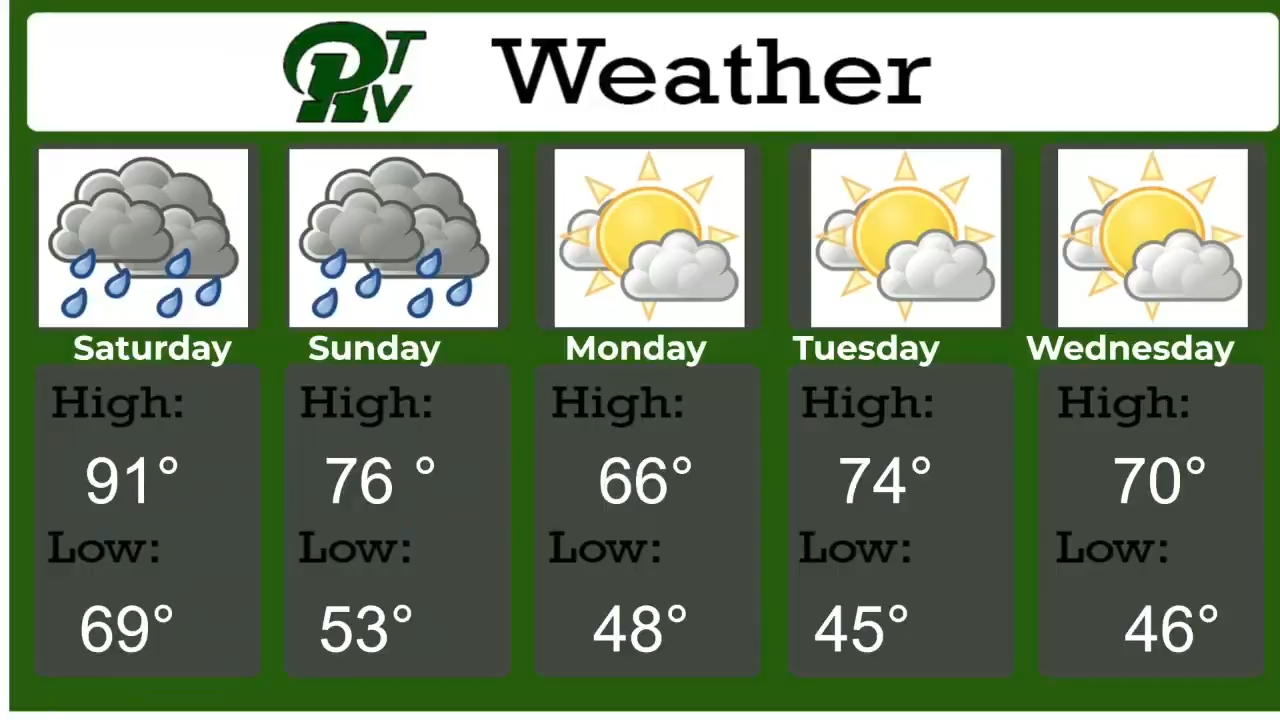 PRTV Weather
Saturday Sunday Monday Tuesday Wednesday
High: High: High: High: High:
91° 76 ° 66° 74° 70°
Low: Low: Low: Low: Low:
69° 53° 48° 45° 46°